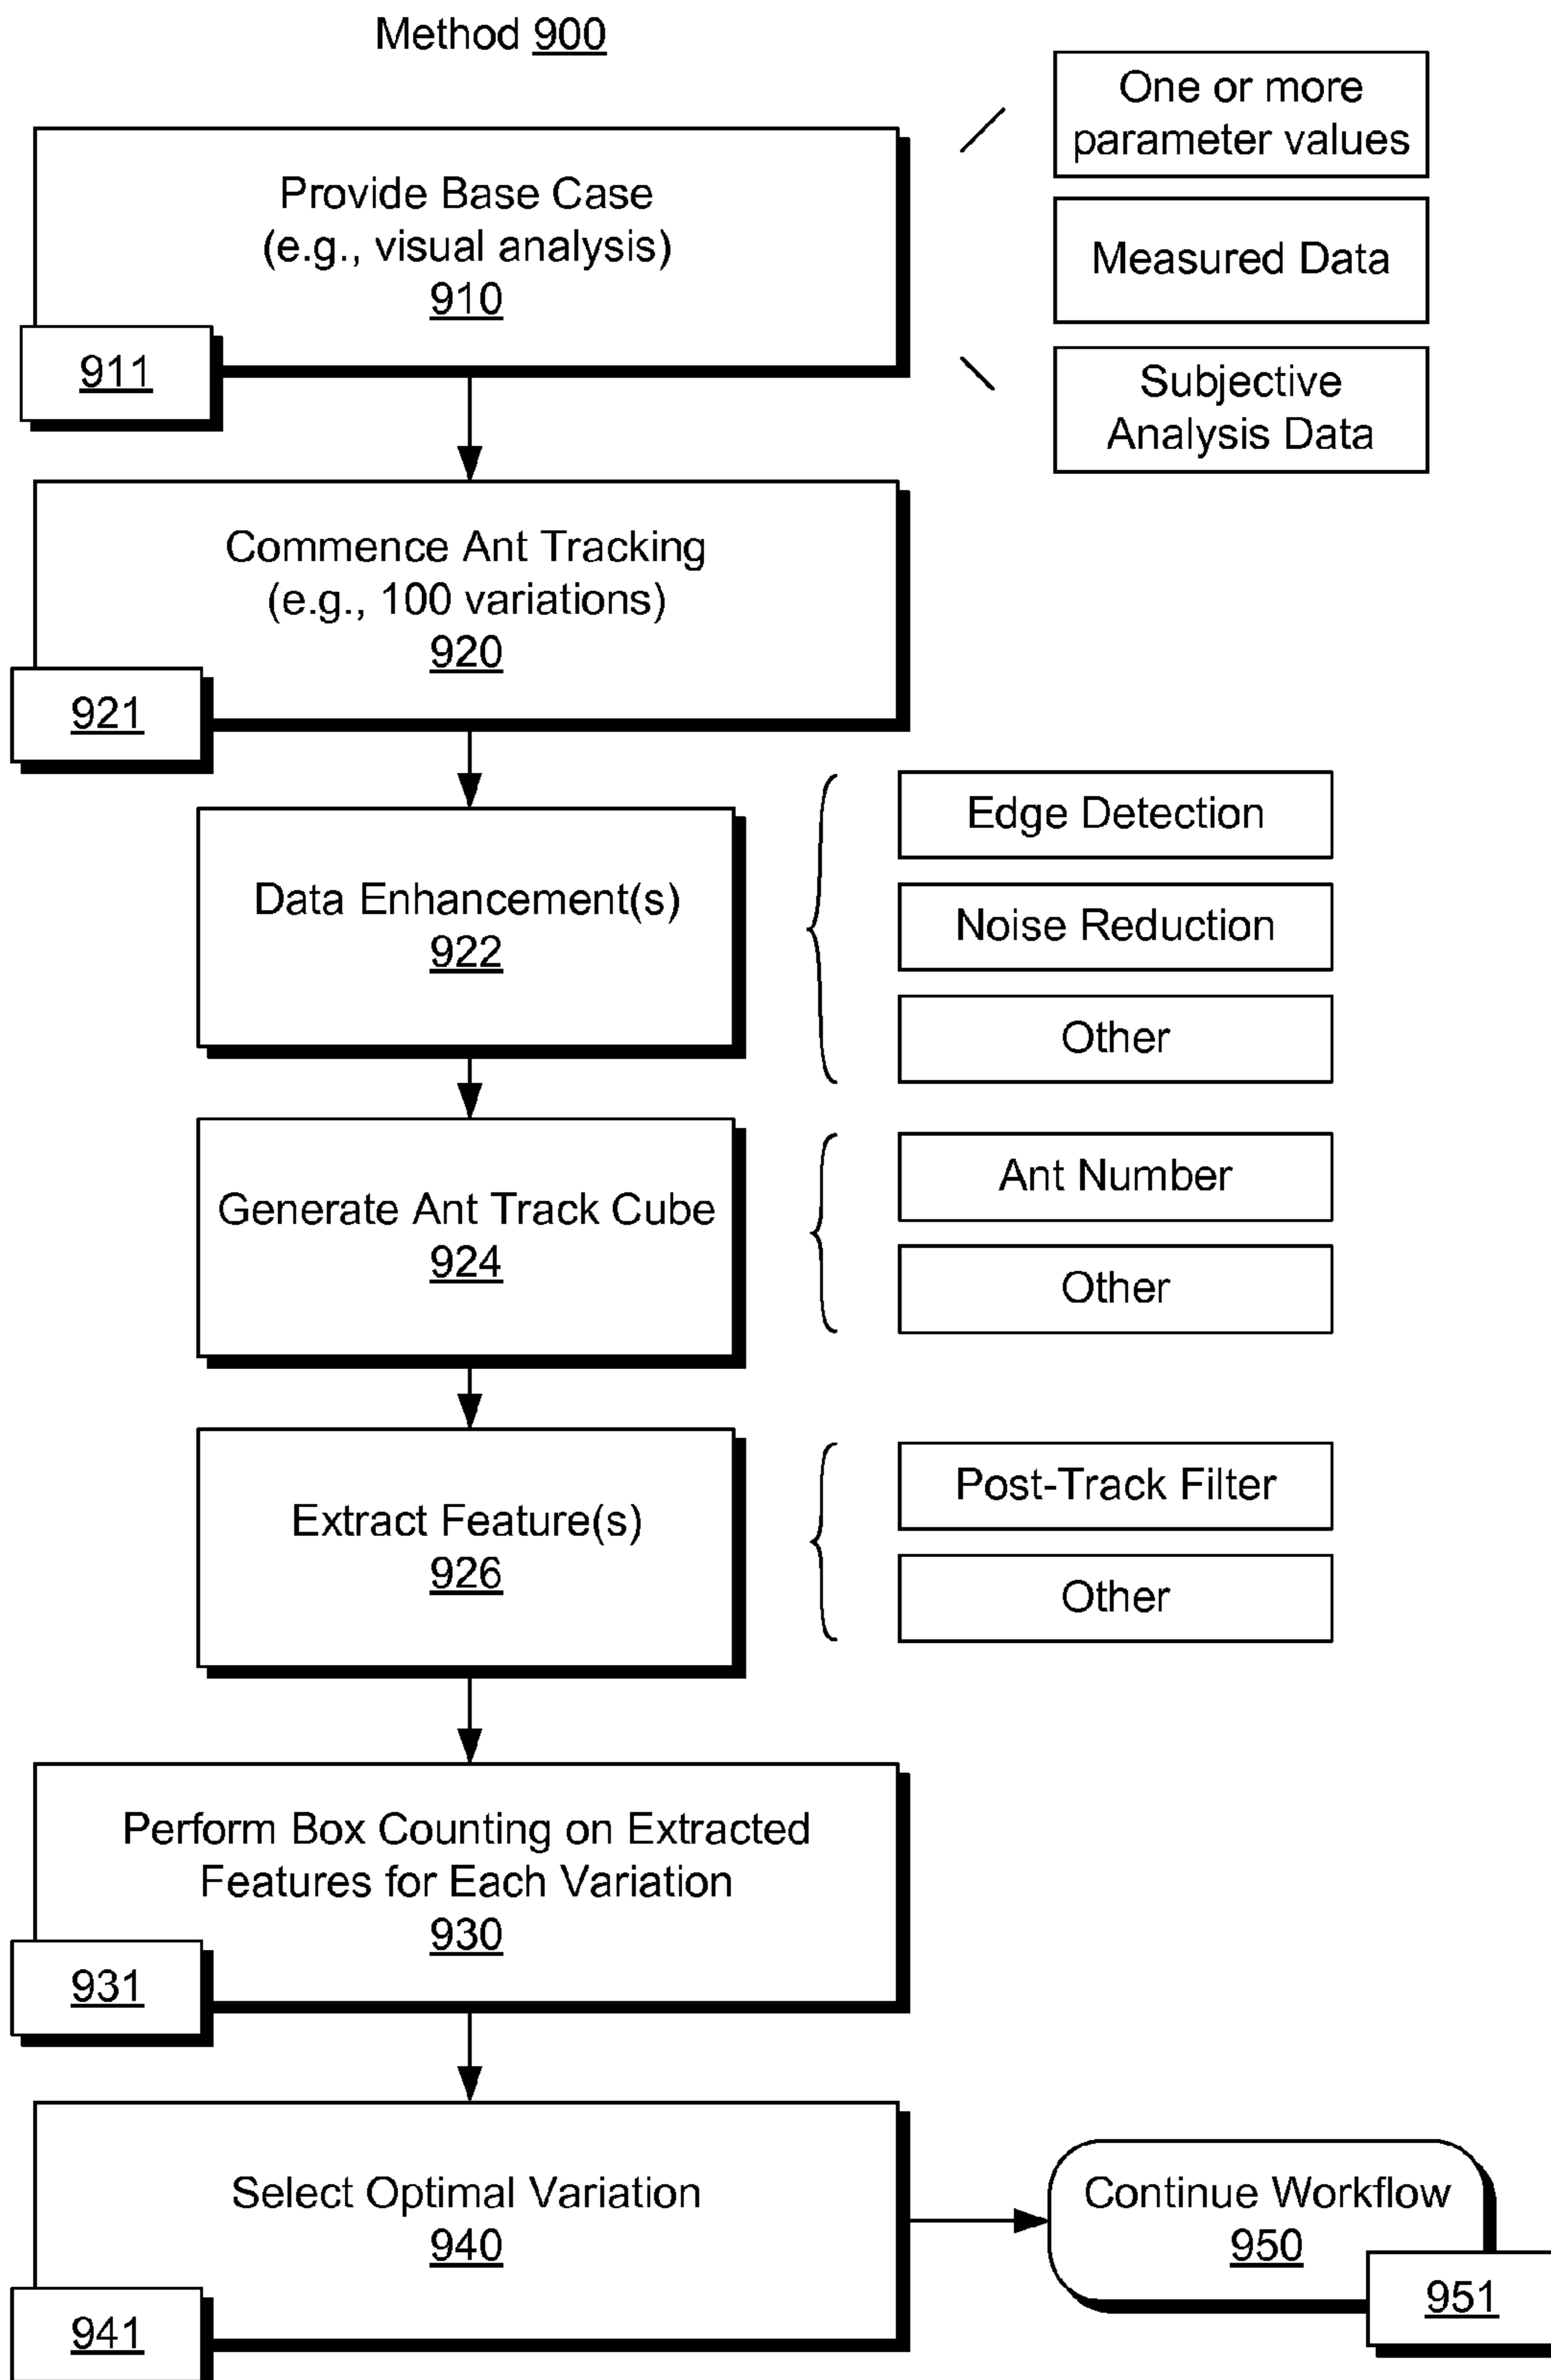 Method 900
One or more
parameter values
Measured Data
Subjective
Analysis Data
Provide Base Case
(e.g., visual analysis)
910
911
Commence Ant Tracking
(e.g., 100 variations)
920
921
Data Enhancement(s)
922
Edge Detection
Noise Reduction
Other
Generate Ant Track Cube
924
Ant Number
Other
Extract Feature(s)
926
Post-Track Filter
Other
Perform Box Counting on Extracted
Features for Each Variation
930
931
Select Optimal Variation
940
941
Continue Workflow
950
951